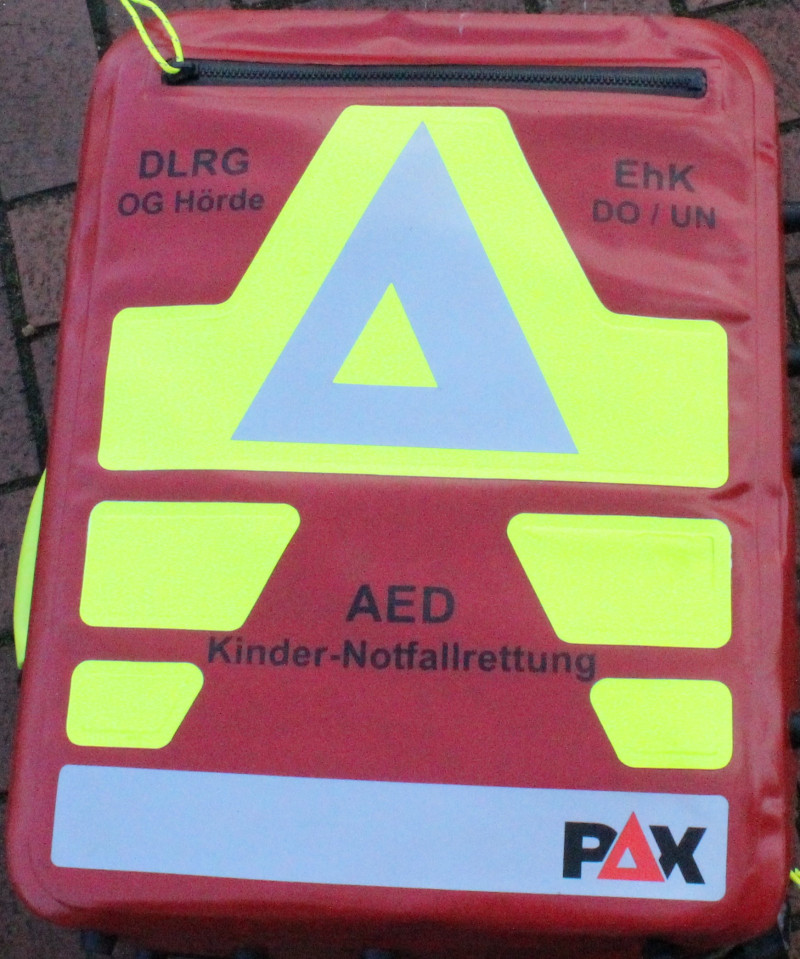 DLRG
OG Hörde
EhK
DO / UN
AED
Kinder-Notfallrettung
PAX